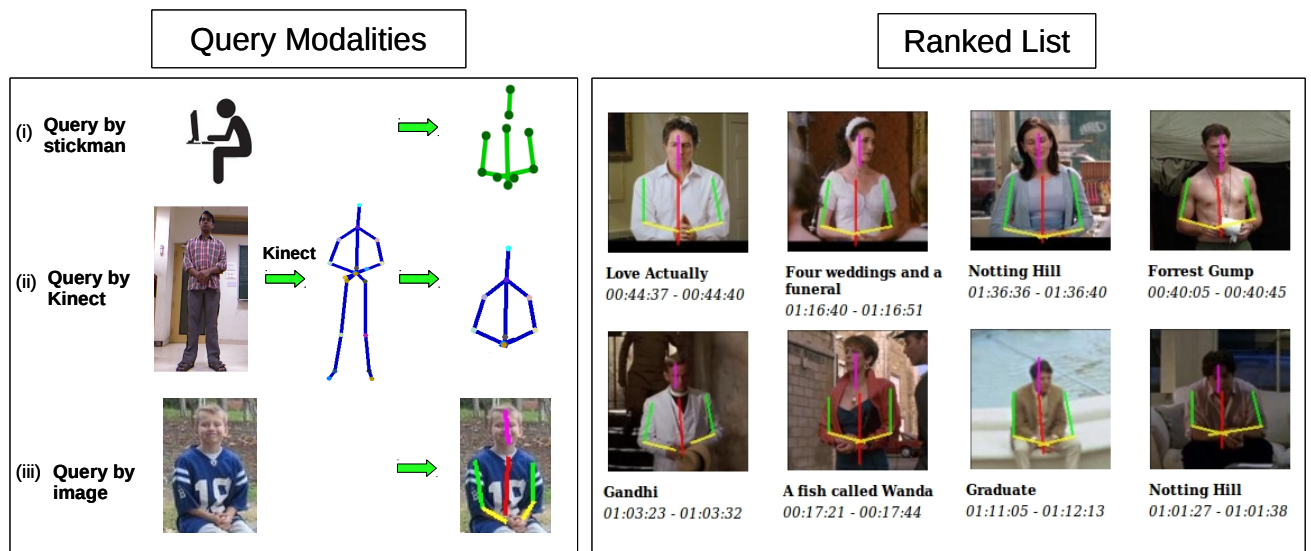 Query Modalities
Ranked List
(i) Query by
stickman
Kinect
(ii) Query by
Kinect
(iii) Query by
image
18
Love Actually
00:44:37 - 00:44:40
Four weddings and a
funeral
01:16:40 - 01:16:51
Notting Hill
01:36:36 - 01:36:40
Forrest Gump
00:40:05 - 00:40:45
Gandhi
01:03:23 - 01:03:32
A fish called Wanda
00:17:21 - 00:17:44
Graduate
01:11:05 - 01:12:13
Notting Hill
01:01:27 - 01:01:38